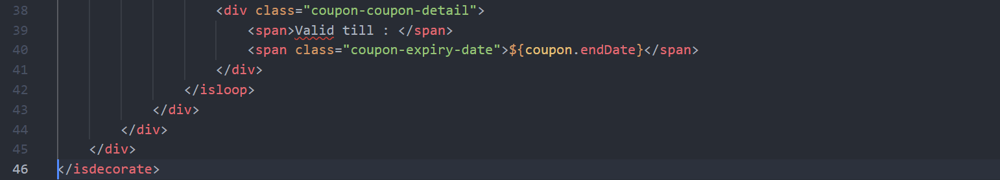 38 <div class="coupon-coupon-detail">
39 <span>Valid till : </span>
40 <span class="coupon-expiry-date">${coupon.endDate}</span>
41 </div>
42 </isloop>
43 </div>
44 </div>
45 </div>
46 </isdecorate>